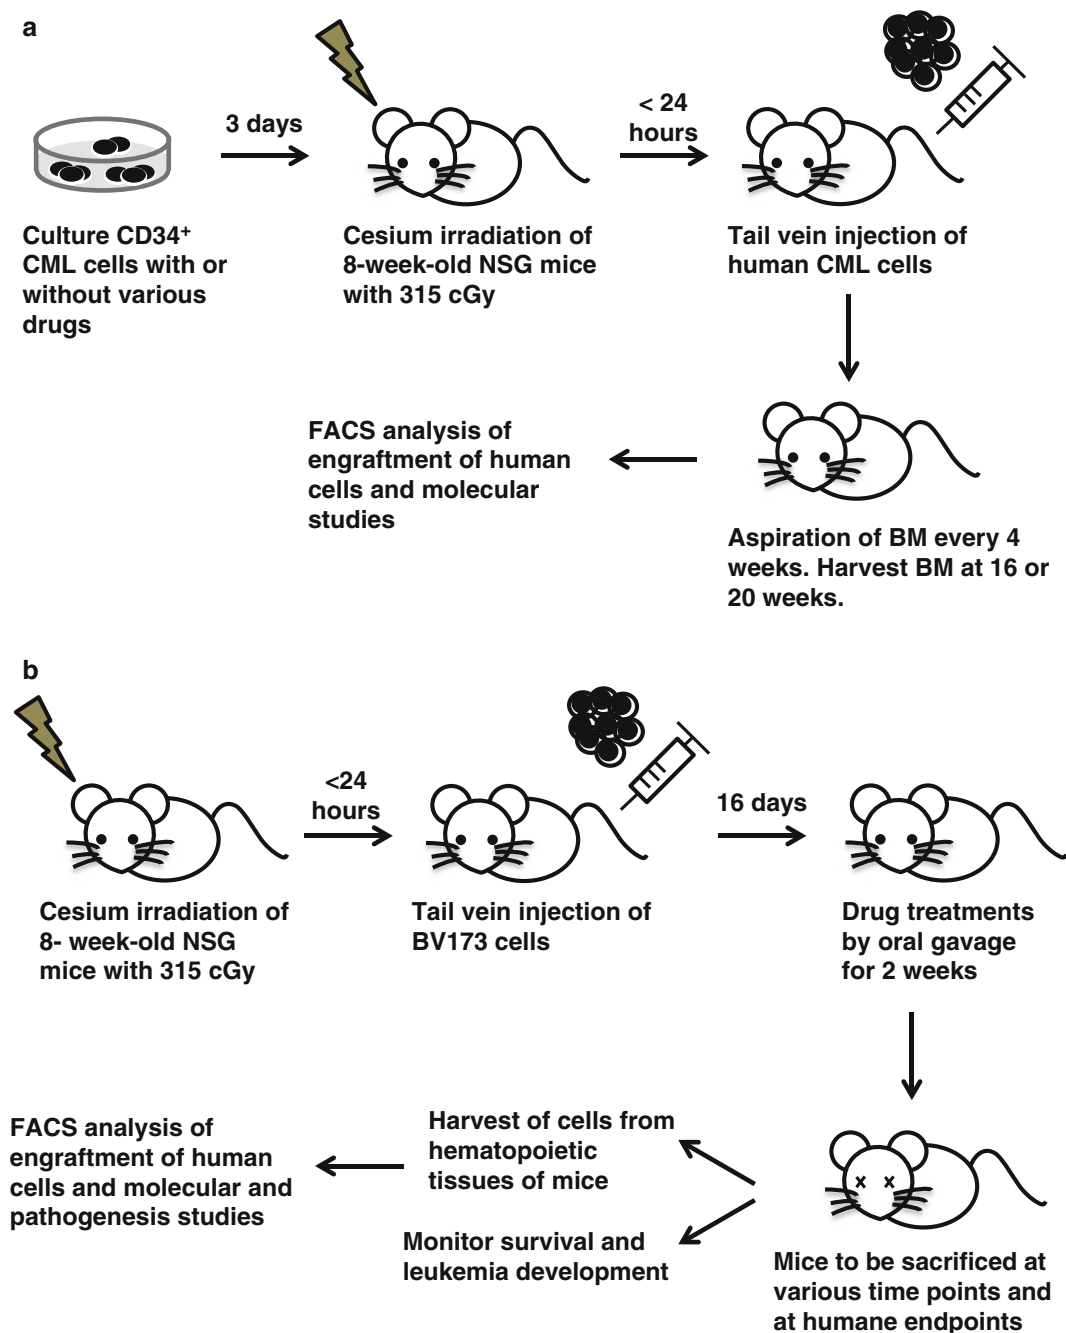 a
3 days
< 24
hours
Culture CD34+
CML cells with or
without various
drugs
Cesium irradiation of
8-week-old NSG mice
with 315 cGy
Tail vein injection of
human CML cells
FACS analysis of
engraftment of human
cells and molecular
studies
Aspiration of BM every 4
weeks. Harvest BM at 16 or
20 weeks.
b
<24
hours
16 days
Cesium irradiation of
8- week-old NSG
mice with 315 cGy
Tail vein injection of
BV173 cells
Drug treatments
by oral gavage
for 2 weeks
FACS analysis of
engraftment of human
cells and molecular and
pathogenesis studies
Harvest of cells from
hematopoietic
tissues of mice
Monitor survival and
leukemia development
Mice to be sacrificed at
various time points and
at humane endpoints